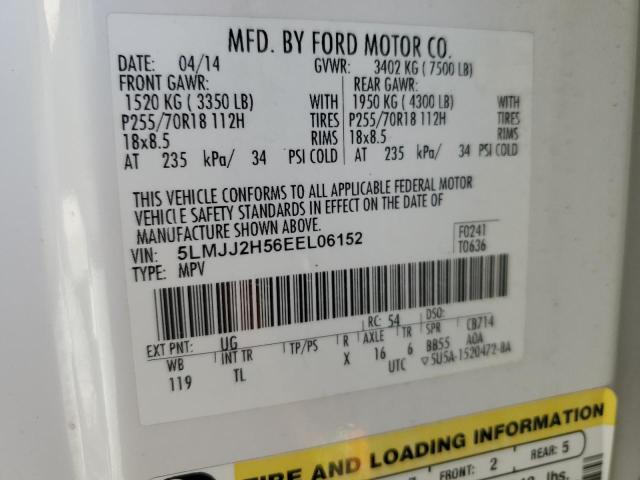 MFD. BY FORD MOTOR CO.
DATE: 04/14 GVWR: 3402 KG ( 7500 LB)
FRONT GAWR: REAR GAWR:
1520 KG ( 3350 LB) WITH 1950 KG ( 4300 LB) WITH
P255/70R18 112H TIRES P255/70R18 112H TIRES
18x8.5 RIMS 18x8.5 RIMS
AT 235 kPa/ 34 PSI COLD AT 235 kPa/ 34 PSI COLD
THIS VEHICLE CONFORMS TO ALL APPLICABLE FEDERAL MOTOR
VEHICLE SAFETY STANDARDS IN EFFECT ON THE DATE OF
MANUFACTURE SHOWN ABOVE.
VIN: 5LMJJ2H56EEL06152 F0241
TYPE: MPV T0636
EXT PNT: UG RC: 54 DSO:
WB INT TR TP/PS R AXLE TR SPR CB714
119 TL X 16 6 BB55 AOA
UTC ▽5U5A-1520472-BA
TIRE AND LOADING INFORMATION
FRONT: 2 REAR: 5
lbs.